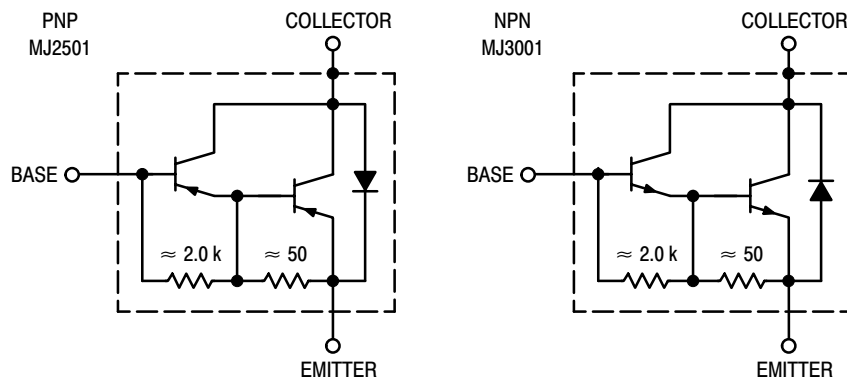 PNP
MJ2501
COLLECTOR
BASE
≈ 2.0 k
≈ 50
EMITTER
NPN
MJ3001
COLLECTOR
BASE
≈ 2.0 k
≈ 50
EMITTER